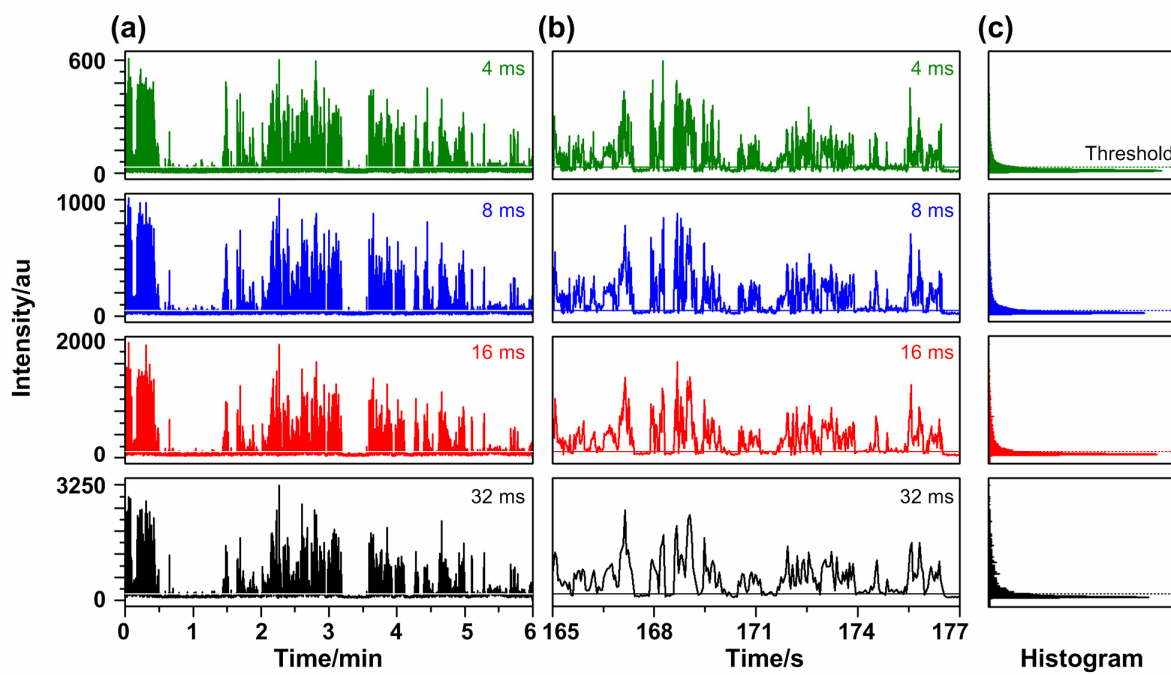 (a)
(b)
(c)
Intensity/au
600
0
4 ms
4 ms
Threshold
1000
0
8 ms
8 ms
2000
0
16 ms
16 ms
3250
0
32 ms
32 ms
0 1 2 3 4 5 6
165 168 171 174 177
Time/min
Time/s
Histogram